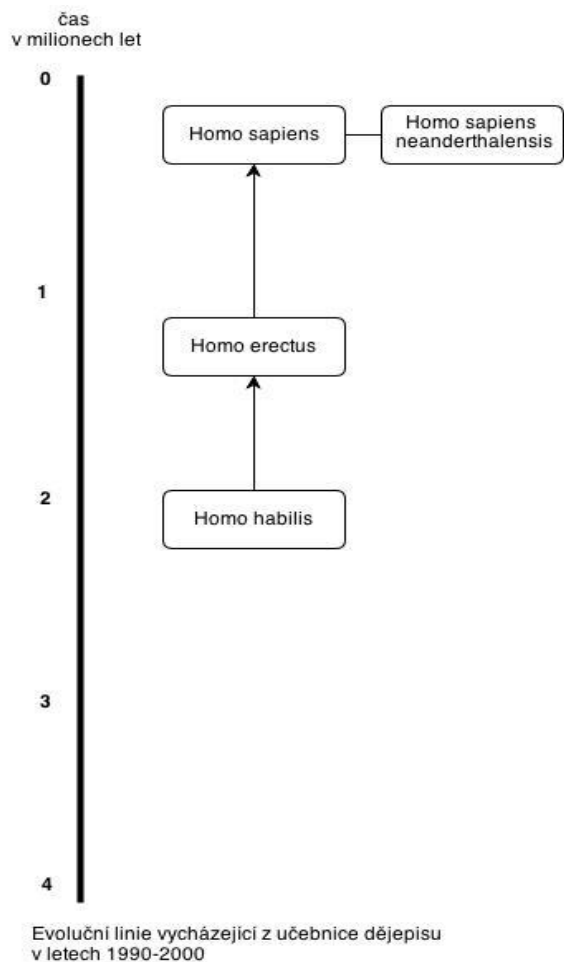 čas
v milionech let
0
Homo sapiens
Homo sapiens
neanderthalensis
1
Homo erectus
2
Homo habilis
3
4
Evoluční linie vycházející z učebnice dějepisu
v letech 1990-2000